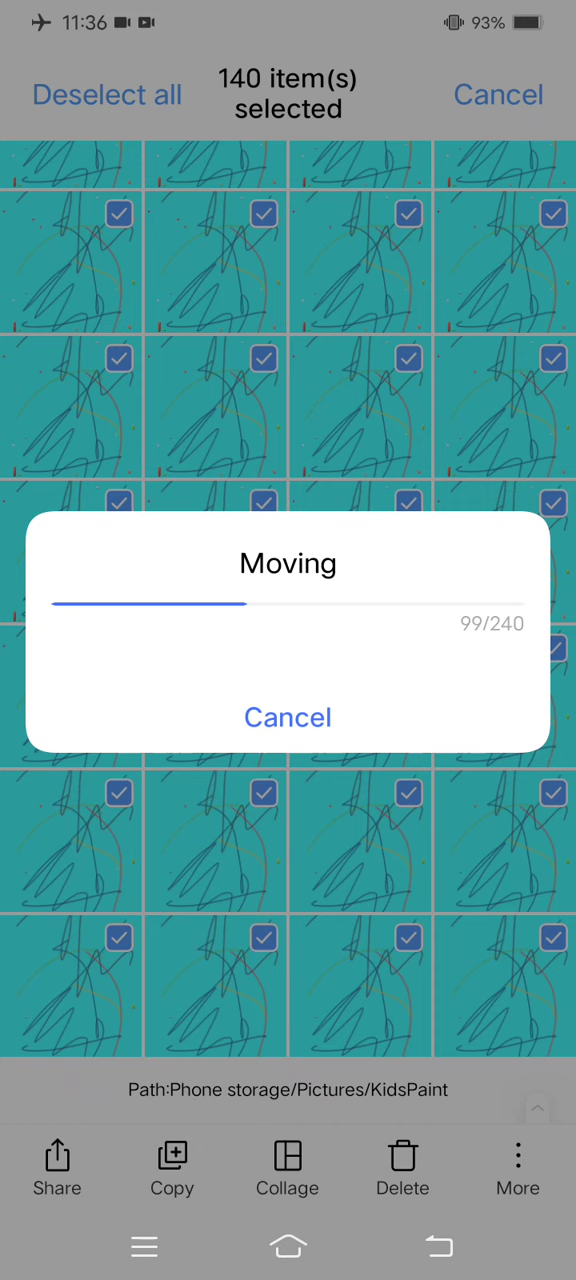 11:36
93%
Deselect all
140 item(s)
selected
Cancel
Moving
99/240
Cancel
Path:Phone storage/Pictures/KidsPaint
Share
Copy
Collage
Delete
More